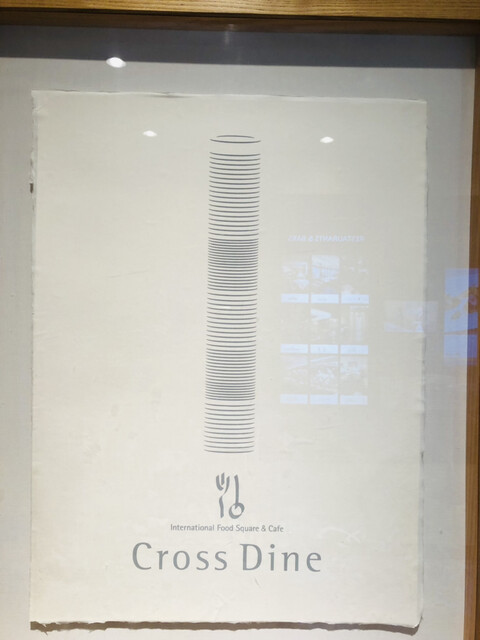 International Food Square & Cafe
Cross Dine